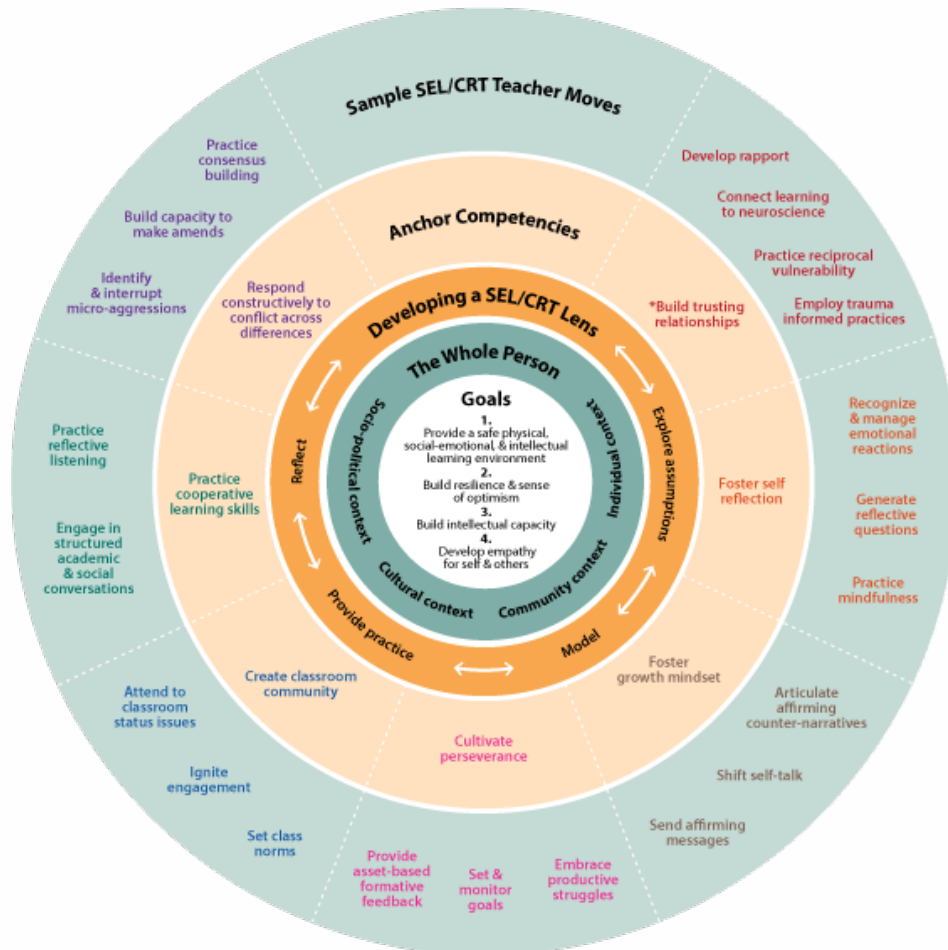 Sample SEL/CRT Teacher Moves
Develop rapport
Connect learning
to neuroscience
Practice reciprocal
vulnerability
Employ trauma
informed practices
Recognize
& manage
emotional
reactions
Generate
reflective
questions
Practice
mindfulness
Articulate
affirming
counter-narratives
Shift self-talk
Send affirming
messages
Embrace
productive
struggles
Set &
monitor
goals
Provide
asset-based
formative
feedback
Set class
norms
Ignite
engagement
Attend to
classroom
status issues
Engage in
structured
academic
& social
conversations
Practice
reflective
listening
Identify
& interrupt
micro-aggressions
Build capacity to
make amends
Practice
consensus
building
Anchor Competencies
*Build trusting
relationships
Foster self
reflection
Foster
growth mindset
Cultivate
perseverance
Create classroom
community
Practice
cooperative
learning skills
Respond
constructively to
conflict across
differences
Developing a SEL/CRT Lens
Explore assumptions
Model
Provide practice
Reflect
The Whole Person
Individual context
Community context
Cultural context
Socio-political context
Goals
1.
Provide a safe physical,
social-emotional, & intellectual
learning environment
2.
Build resilience & sense
of optimism
3.
Build intellectual capacity
4.
Develop empathy
for self & others